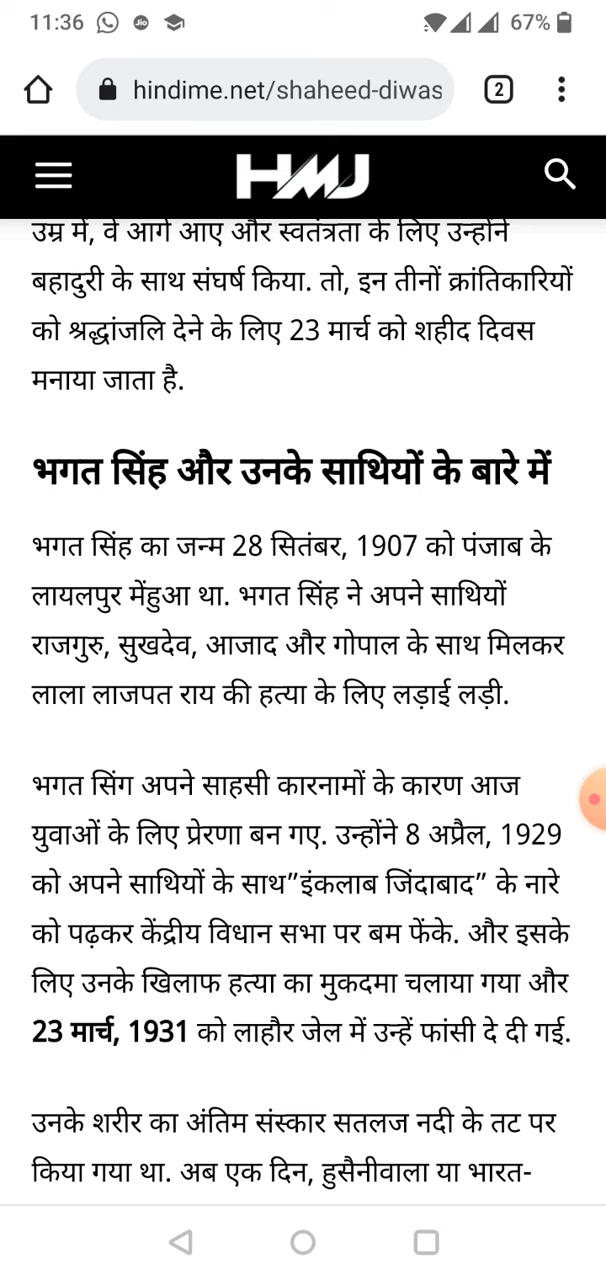 11:36
Jio
67%
hindime.net/shaheed-diwas
2
HMJ
उम्र में, वे आगे आए और स्वतंत्रता के लिए उन्होंने
बहादुरी के साथ संघर्ष किया. तो, इन तीनों क्रांतिकारियों
को श्रद्धांजलि देने के लिए 23 मार्च को शहीद दिवस
मनाया जाता है.
भगत सिंह और उनके साथियों के बारे में
भगत सिंह का जन्म 28 सितंबर, 1907 को पंजाब के
लायलपुर मेंहुआ था. भगत सिंह ने अपने साथियों
राजगुरु, सुखदेव, आजाद और गोपाल के साथ मिलकर
लाला लाजपत राय की हत्या के लिए लड़ाई लड़ी.
भगत सिंग अपने साहसी कारनामों के कारण आज
युवाओं के लिए प्रेरणा बन गए. उन्होंने 8 अप्रैल, 1929
को अपने साथियों के साथ”इंकलाब जिंदाबाद” के नारे
को पढ़कर केंद्रीय विधान सभा पर बम फेंके. और इसके
लिए उनके खिलाफ हत्या का मुकदमा चलाया गया और
23 मार्च, 1931 को लाहौर जेल में उन्हें फांसी दे दी गई.
उनके शरीर का अंतिम संस्कार सतलज नदी के तट पर
किया गया था. अब एक दिन, हुसैनीवाला या भारत-